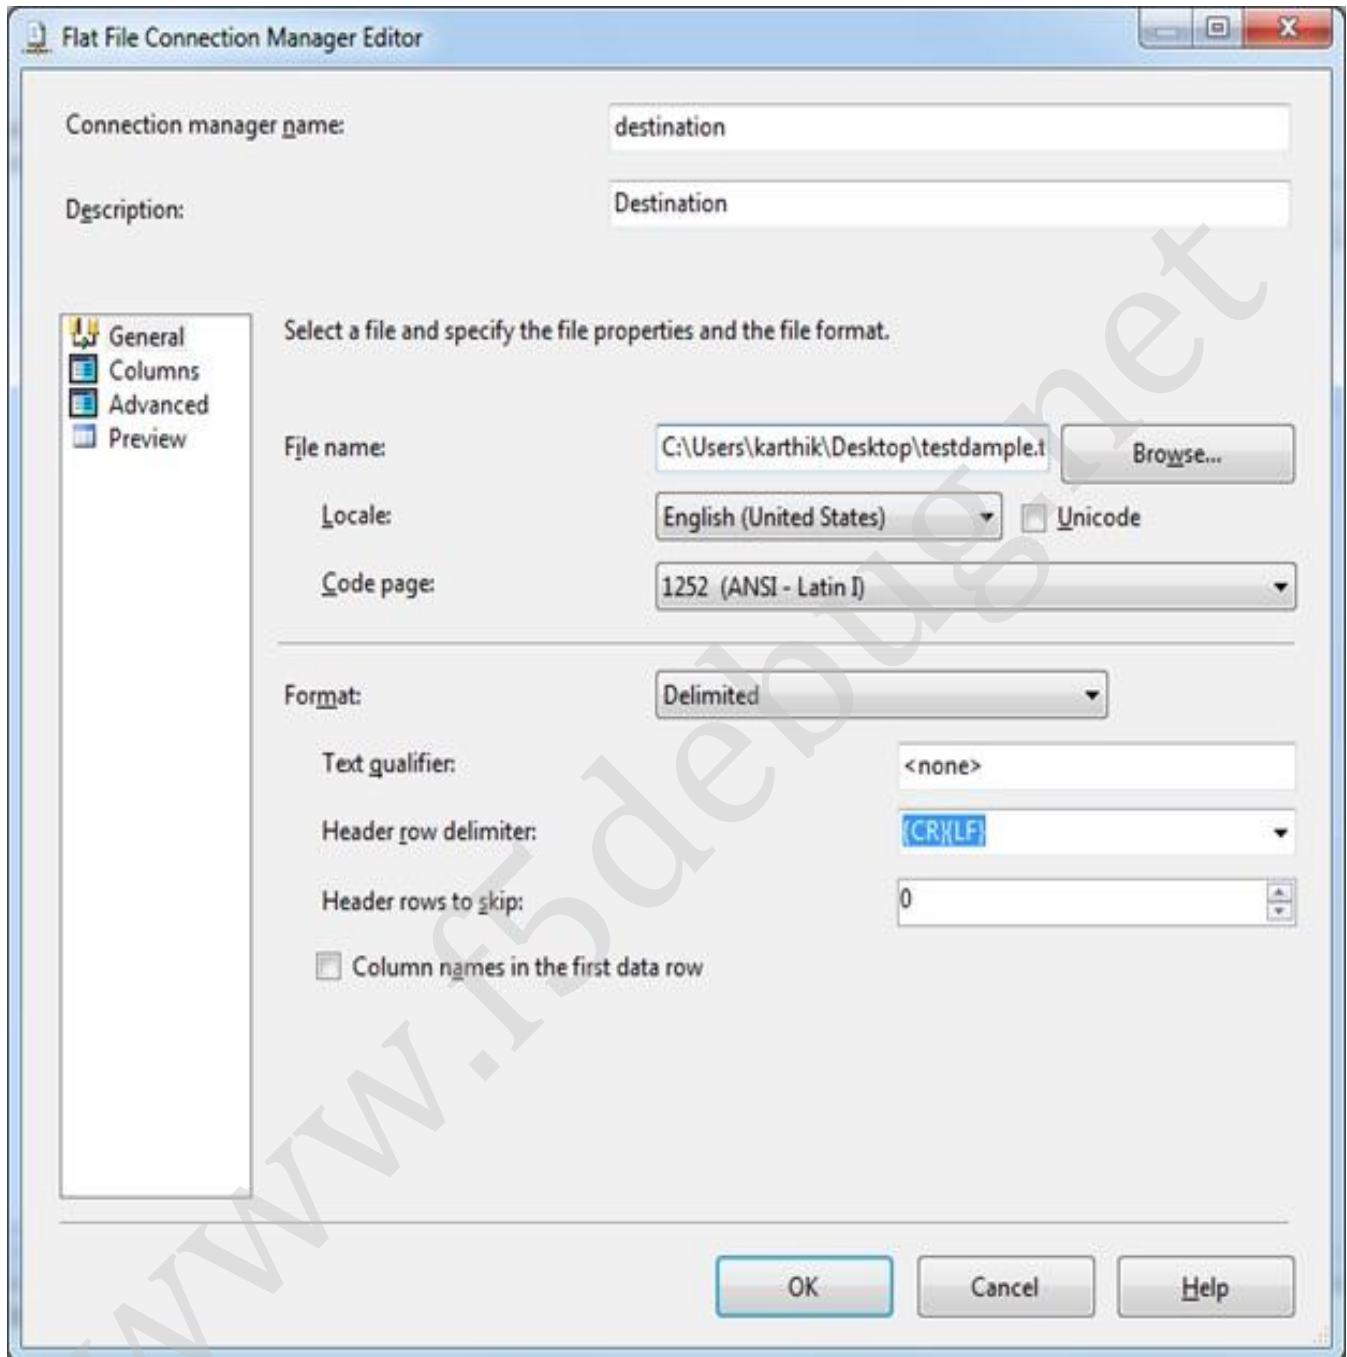 Flat File Connection Manager Editor
Connection manager name: destination
Description: Destination
General
Columns
Advanced
Preview
Select a file and specify the file properties and the file format.
File name: C:\Users\karthik\Desktop\testdample.t Browse...
Locale: English (United States) Unicode
Code page: 1252 (ANSI - Latin I)
Format: Delimited
Text qualifier: <none>
Header row delimiter: {CR}{LF}
Header rows to skip: 0
Column names in the first data row
OK Cancel Help
www.f5debug.net